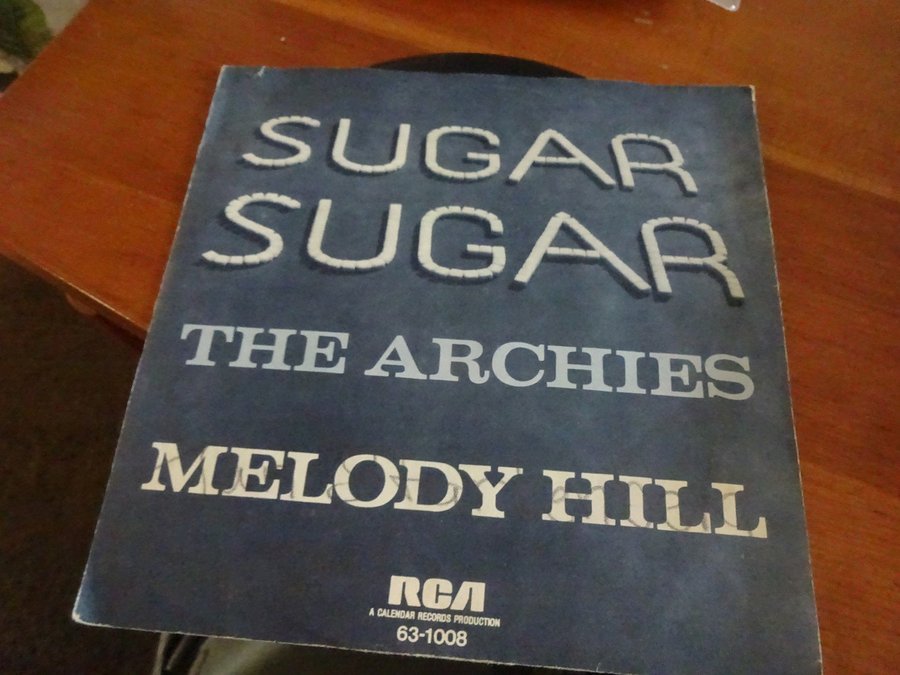 SUGAR
SUGAR
THE ARCHIES
MELODY HILL
RCA
A CALENDAR RECORDS PRODUCTION
63-1008